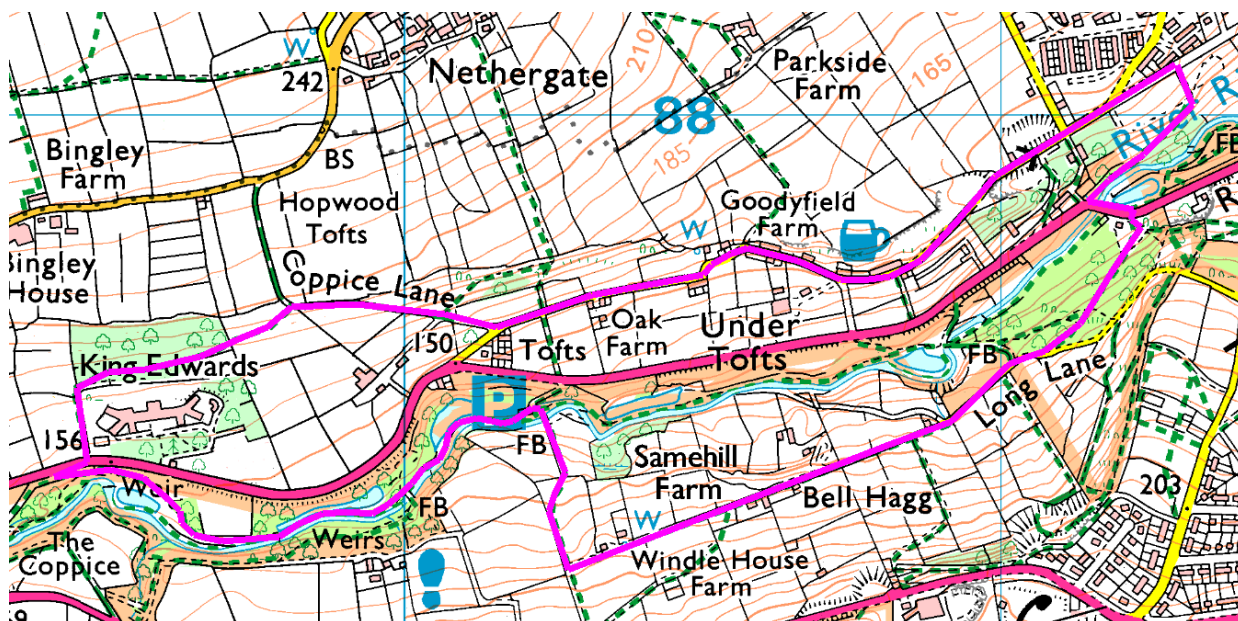 W
242
Nethergate
210
Parkside
Farm
165
88
185
River
R
FB
BS
Bingley
Farm
Hopwood
Tofts
Goodyfield
Farm
W
R
Bingley
House
Coppice Lane
150
Tofts
Oak
Farm
Under
Tofts
King Edwards
P
FB
Long Lane
156
FB
Samehill
Farm
Weir
FB
Bell Hagg
203
W
Weirs
The
Coppice
Windle House
Farm
9
C